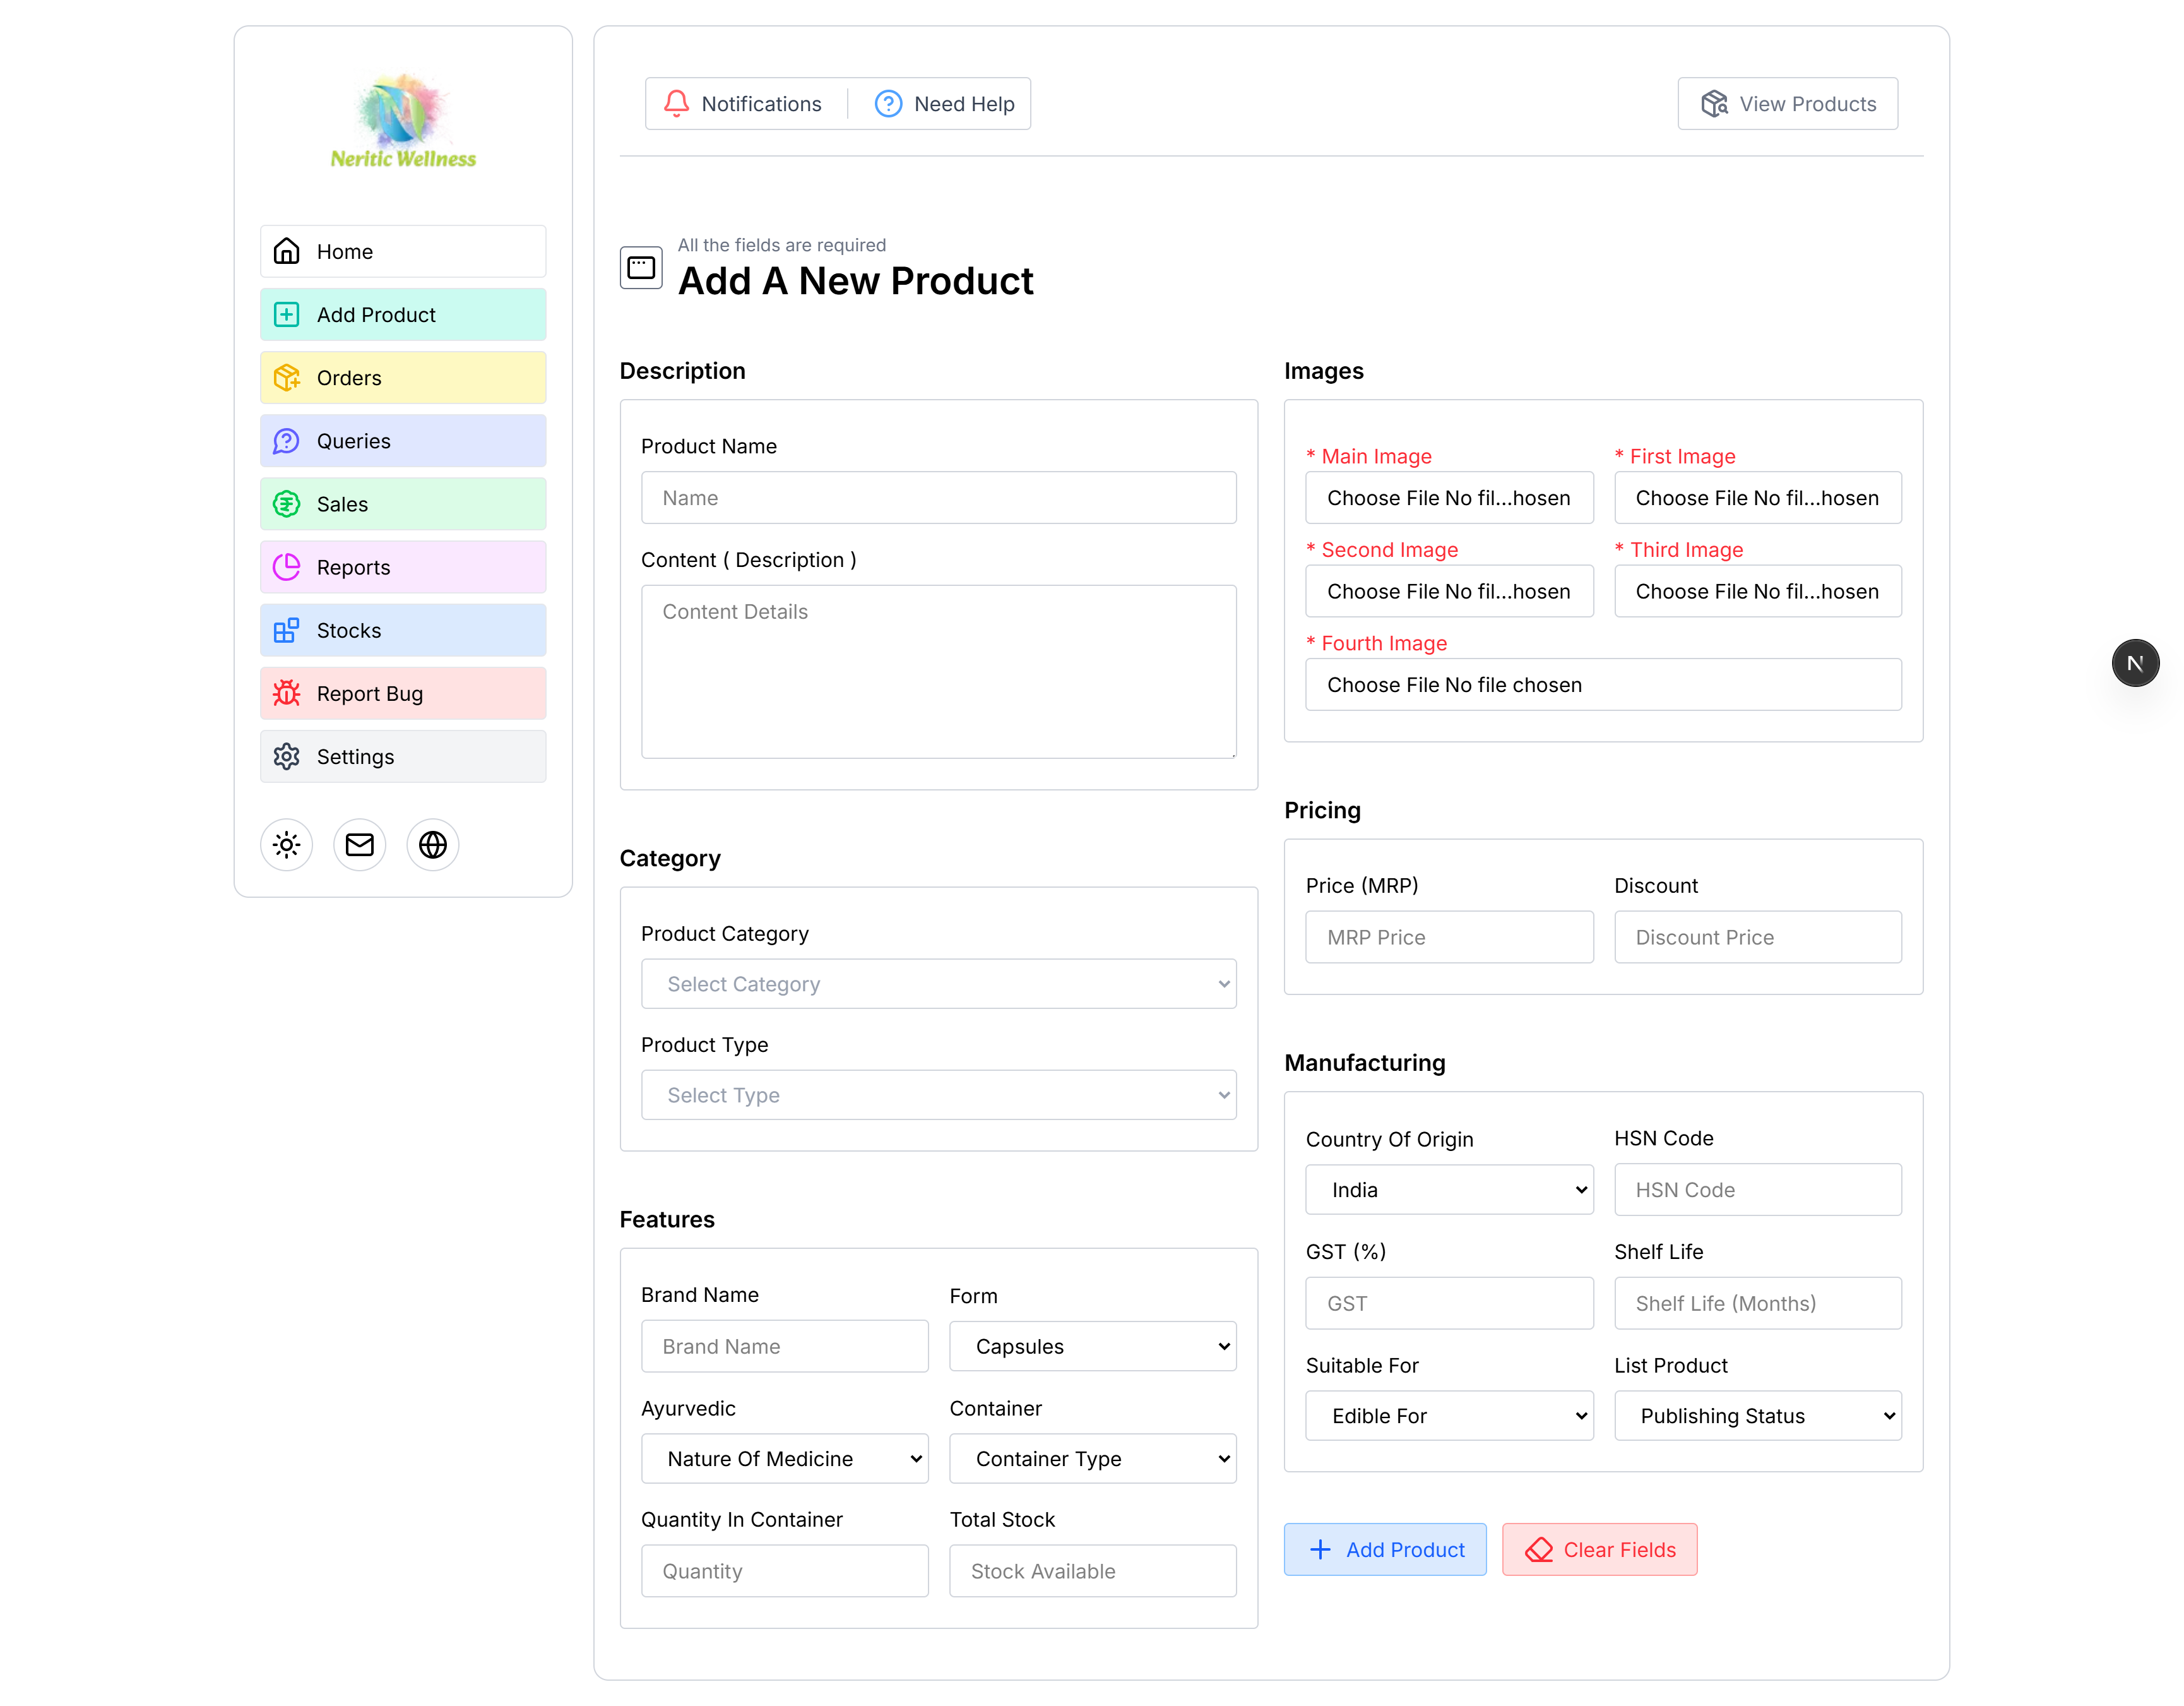 Neritic Wellness
Home
Add Product
Orders
Queries
Sales
Reports
Stocks
Report Bug
Settings
Notifications
Need Help
View Products
All the fields are required
Add A New Product
Description
Product Name
Name
Content ( Description )
Content Details
Category
Product Category
Select Category
Product Type
Select Type
Features
Brand Name
Form
Brand Name
Capsules
Ayurvedic
Container
Nature Of Medicine
Container Type
Quantity In Container
Total Stock
Quantity
Stock Available
Images
* Main Image
* First Image
Choose File No fil...hosen
Choose File No fil...hosen
* Second Image
* Third Image
Choose File No fil...hosen
Choose File No fil...hosen
* Fourth Image
Choose File No file chosen
Pricing
Price (MRP)
Discount
MRP Price
Discount Price
Manufacturing
Country Of Origin
HSN Code
India
HSN Code
GST (%)
Shelf Life
GST
Shelf Life (Months)
Suitable For
List Product
Edible For
Publishing Status
Add Product
Clear Fields
N